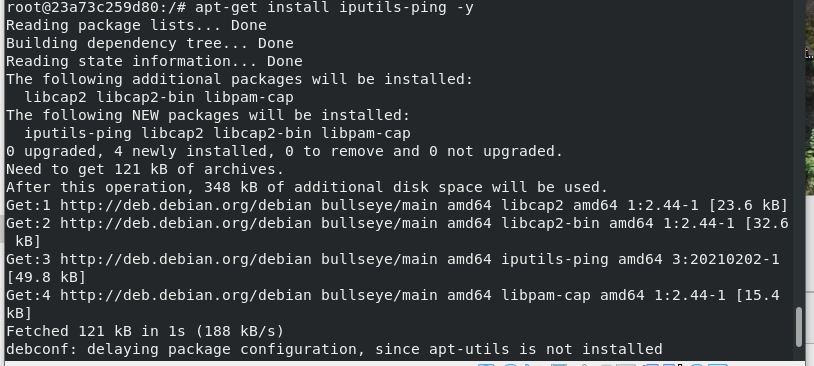 root@23a73c259d80:/# apt-get install iputils-ping -y
Reading package lists... Done
Building dependency tree... Done
Reading state information... Done
The following additional packages will be installed:
  libcap2 libcap2-bin libpam-cap
The following NEW packages will be installed:
  iputils-ping libcap2 libcap2-bin libpam-cap
0 upgraded, 4 newly installed, 0 to remove and 0 not upgraded.
Need to get 121 kB of archives.
After this operation, 348 kB of additional disk space will be used.
Get:1 http://deb.debian.org/debian bullseye/main amd64 libcap2 amd64 1:2.44-1 [23.6 kB]
Get:2 http://deb.debian.org/debian bullseye/main amd64 libcap2-bin amd64 1:2.44-1 [32.6
 kB]
Get:3 http://deb.debian.org/debian bullseye/main amd64 iputils-ping amd64 3:20210202-1
[49.8 kB]
Get:4 http://deb.debian.org/debian bullseye/main amd64 libpam-cap amd64 1:2.44-1 [15.4
kB]
Fetched 121 kB in 1s (188 kB/s)
debconf: delaying package configuration, since apt-utils is not installed